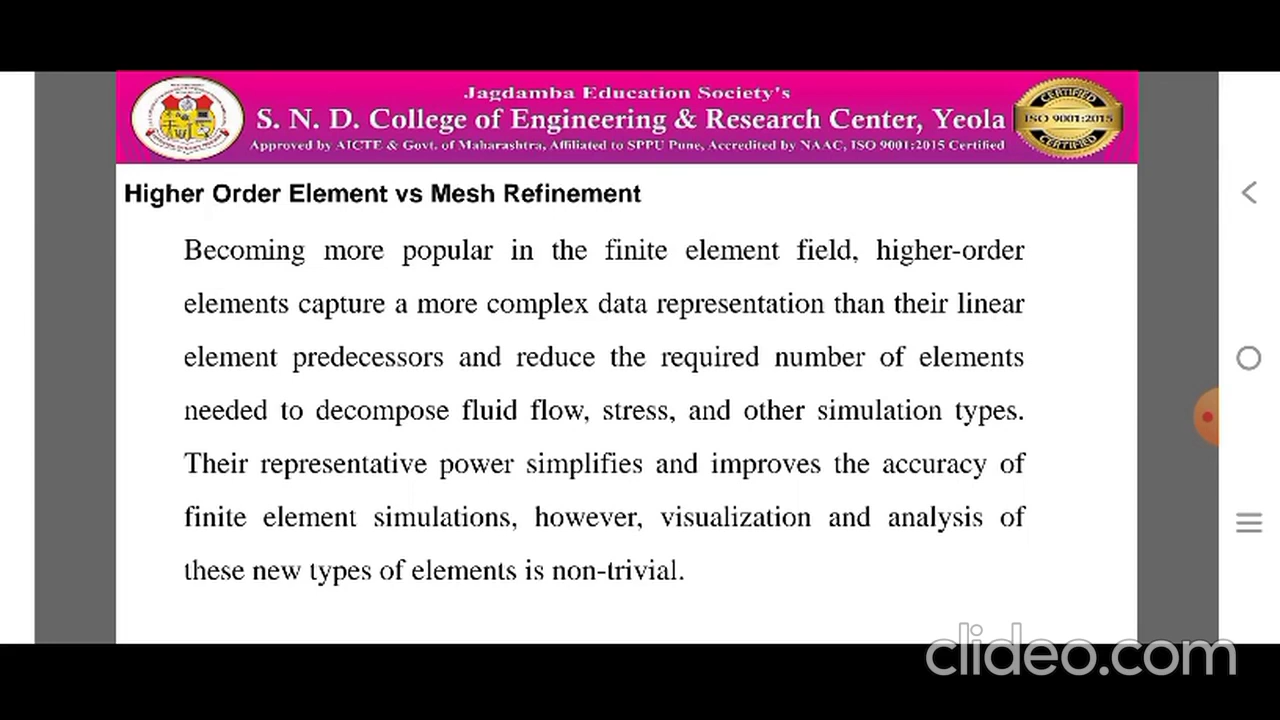 Jagdamba Education Society's
S. N. D. College of Engineering & Research Center, Yeola
Approved by AICTE & Govt. of Maharashtra, Affiliated to SPPU Pune, Accredited by NAAC, ISO 9001:2015 Certified
CERTIFIED
ISO 9001:2015
CERTIFIED
Higher Order Element vs Mesh Refinement
Becoming more popular in the finite element field, higher-order
elements capture a more complex data representation than their linear
element predecessors and reduce the required number of elements
needed to decompose fluid flow, stress, and other simulation types.
Their representative power simplifies and improves the accuracy of
finite element simulations, however, visualization and analysis of
these new types of elements is non-trivial.
clideo.com